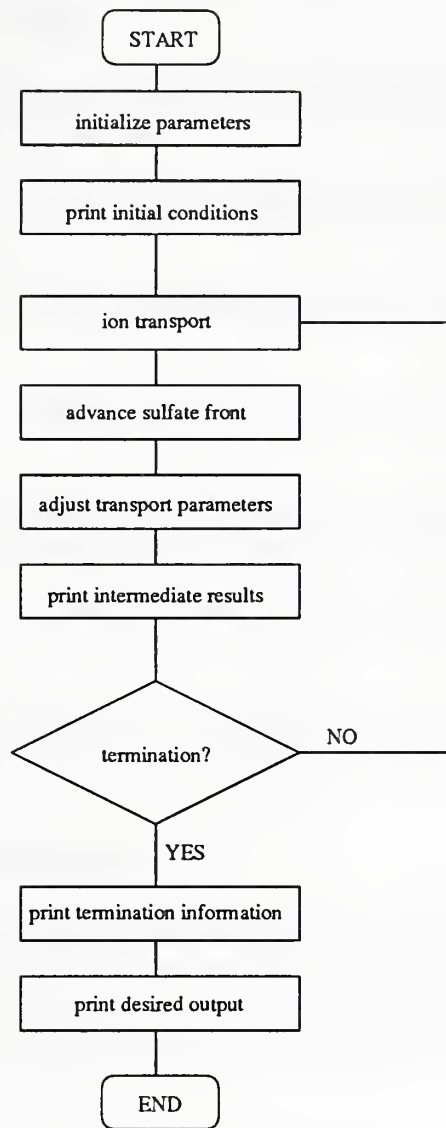 START
initialize parameters
print initial conditions
ion transport
advance sulfate front
adjust transport parameters
print intermediate results
termination?
NO
YES
print termination information
print desired output
END